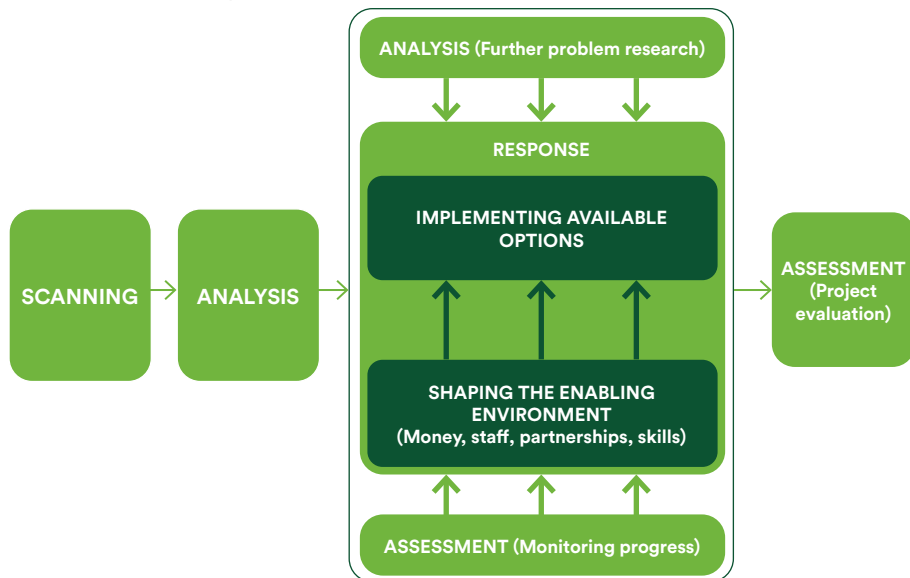 ANALYSIS (Further problem research)
RESPONSE
IMPLEMENTING AVAILABLE
OPTIONS
SCANNING
ANALYSIS
ASSESSMENT
(Project
evaluation)
SHAPING THE ENABLING
ENVIRONMENT
(Money, staff, partnerships, skills)
ASSESSMENT (Monitoring progress)